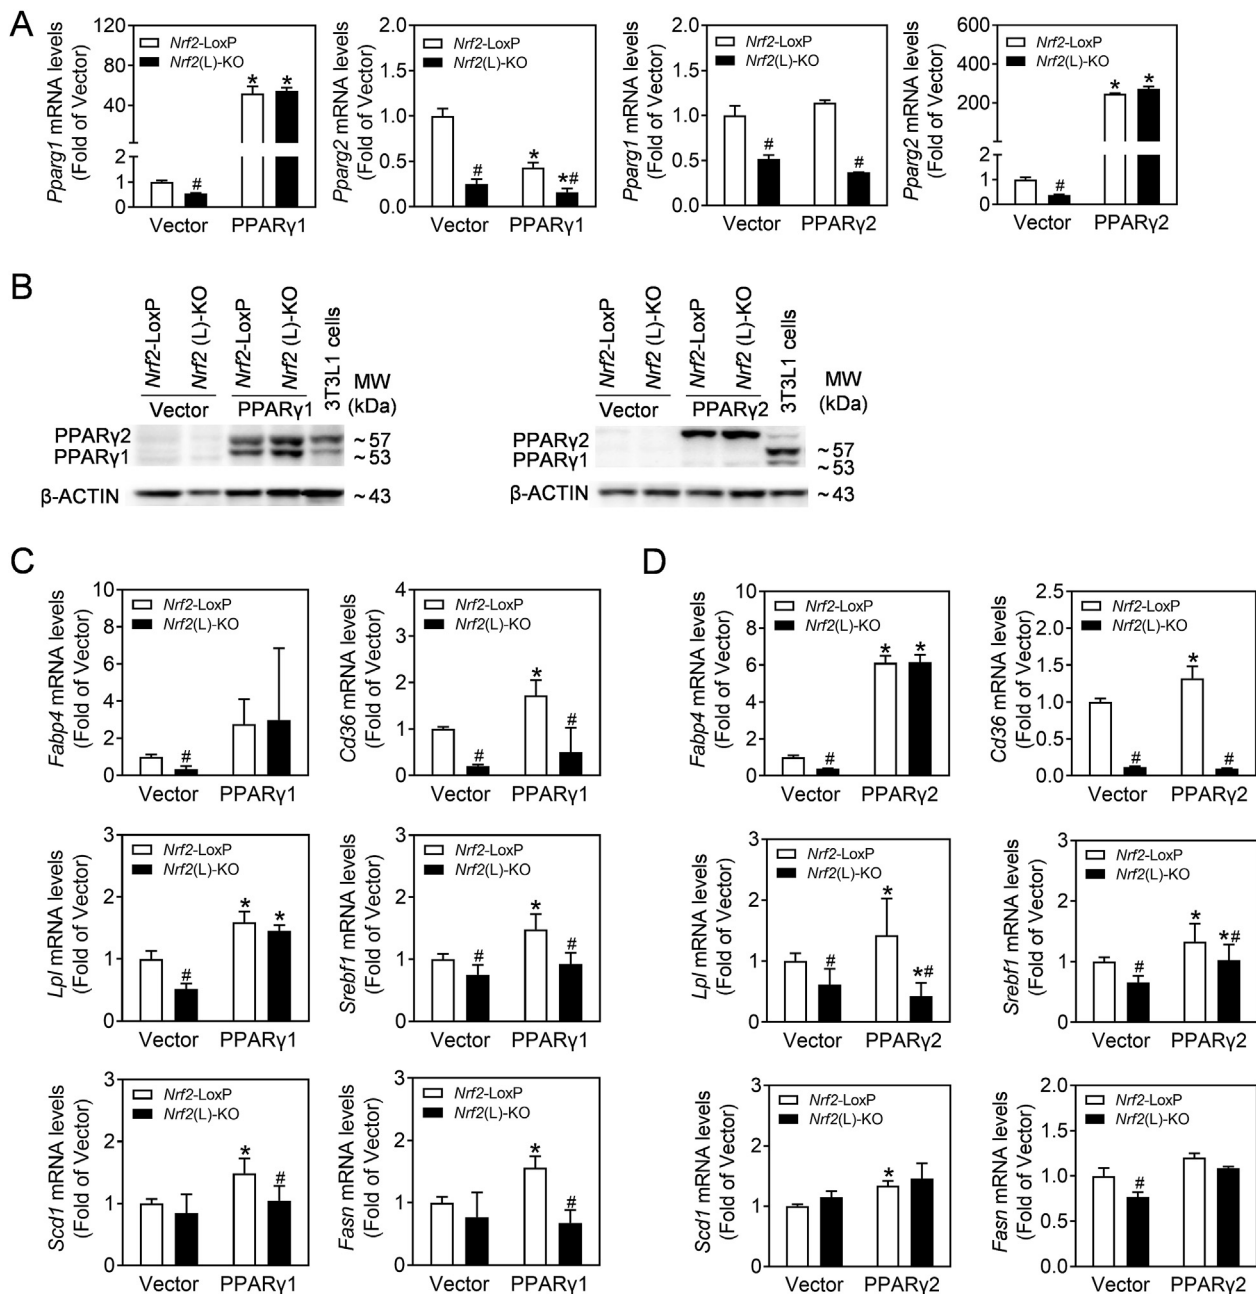 A
Pparg1 mRNA levels
(Fold of Vector)
120
80
40
2
1
0
Nrf2-LoxP
Nrf2(L)-KO
* *
#
Vector PPARγ1
Pparg2 mRNA levels
(Fold of Vector)
2.0
1.5
1.0
0.5
0.0
Nrf2-LoxP
Nrf2(L)-KO
#
*
*#
Vector PPARγ1
Pparg1 mRNA levels
(Fold of Vector)
2.0
1.5
1.0
0.5
0.0
Nrf2-LoxP
Nrf2(L)-KO
#
#
Vector PPARγ2
Pparg2 mRNA levels
(Fold of Vector)
600
400
200
2
1
0
Nrf2-LoxP
Nrf2(L)-KO
* *
#
Vector PPARγ2
B
Nrf2-LoxP
Nrf2 (L)-KO
Nrf2-LoxP
Nrf2 (L)-KO
3T3L1 cells
MW
(kDa)
Vector PPARγ1
PPARγ2
PPARγ1
~57
~53
β-ACTIN
~43
Nrf2-LoxP
Nrf2 (L)-KO
Nrf2-LoxP
Nrf2 (L)-KO
3T3L1 cells
MW
(kDa)
Vector PPARγ2
PPARγ2
PPARγ1
~57
~53
β-ACTIN
~43
C
Fabp4 mRNA levels
(Fold of Vector)
10
8
6
4
2
0
Nrf2-LoxP
Nrf2(L)-KO
#
Vector PPARγ1
Cd36 mRNA levels
(Fold of Vector)
4
3
2
1
0
Nrf2-LoxP
Nrf2(L)-KO
#
*
#
Vector PPARγ1
Lpl mRNA levels
(Fold of Vector)
3
2
1
0
Nrf2-LoxP
Nrf2(L)-KO
#
* *
Vector PPARγ1
Srebf1 mRNA levels
(Fold of Vector)
3
2
1
0
Nrf2-LoxP
Nrf2(L)-KO
#
*
#
Vector PPARγ1
Scd1 mRNA levels
(Fold of Vector)
3
2
1
0
Nrf2-LoxP
Nrf2(L)-KO
*
#
Vector PPARγ1
Fasn mRNA levels
(Fold of Vector)
3
2
1
0
Nrf2-LoxP
Nrf2(L)-KO
*
#
Vector PPARγ1
D
Fabp4 mRNA levels
(Fold of Vector)
10
8
6
4
2
0
Nrf2-LoxP
Nrf2(L)-KO
#
* *
Vector PPARγ2
Cd36 mRNA levels
(Fold of Vector)
2.5
2.0
1.5
1.0
0.5
0.0
Nrf2-LoxP
Nrf2(L)-KO
#
*
#
Vector PPARγ2
Lpl mRNA levels
(Fold of Vector)
3
2
1
0
Nrf2-LoxP
Nrf2(L)-KO
#
*
*#
Vector PPARγ2
Srebf1 mRNA levels
(Fold of Vector)
3
2
1
0
Nrf2-LoxP
Nrf2(L)-KO
#
*
*#
Vector PPARγ2
Scd1 mRNA levels
(Fold of Vector)
3
2
1
0
Nrf2-LoxP
Nrf2(L)-KO
*
Vector PPARγ2
Fasn mRNA levels
(Fold of Vector)
2.0
1.5
1.0
0.5
0.0
Nrf2-LoxP
Nrf2(L)-KO
#
Vector PPARγ2